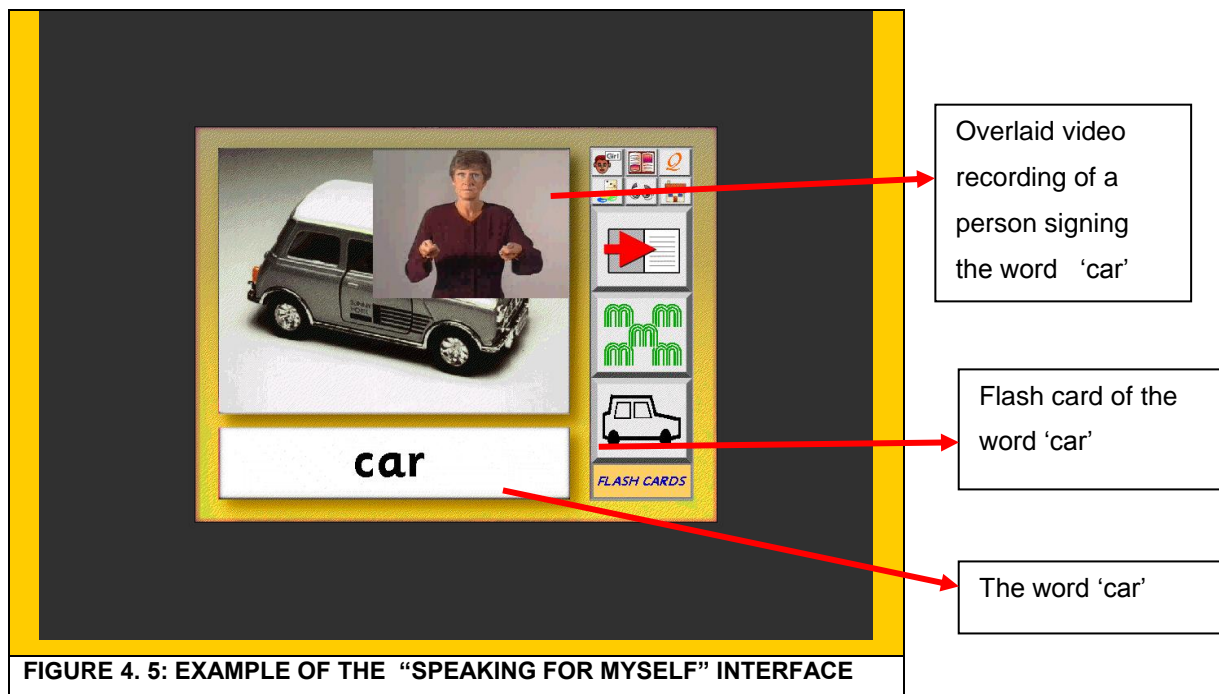 Girl
Q
car
FLASH CARDS
Overlaid video
recording of a
person signing
the word ‘car’
Flash card of the
word ‘car’
The word ‘car’
FIGURE 4. 5: EXAMPLE OF THE “SPEAKING FOR MYSELF” INTERFACE